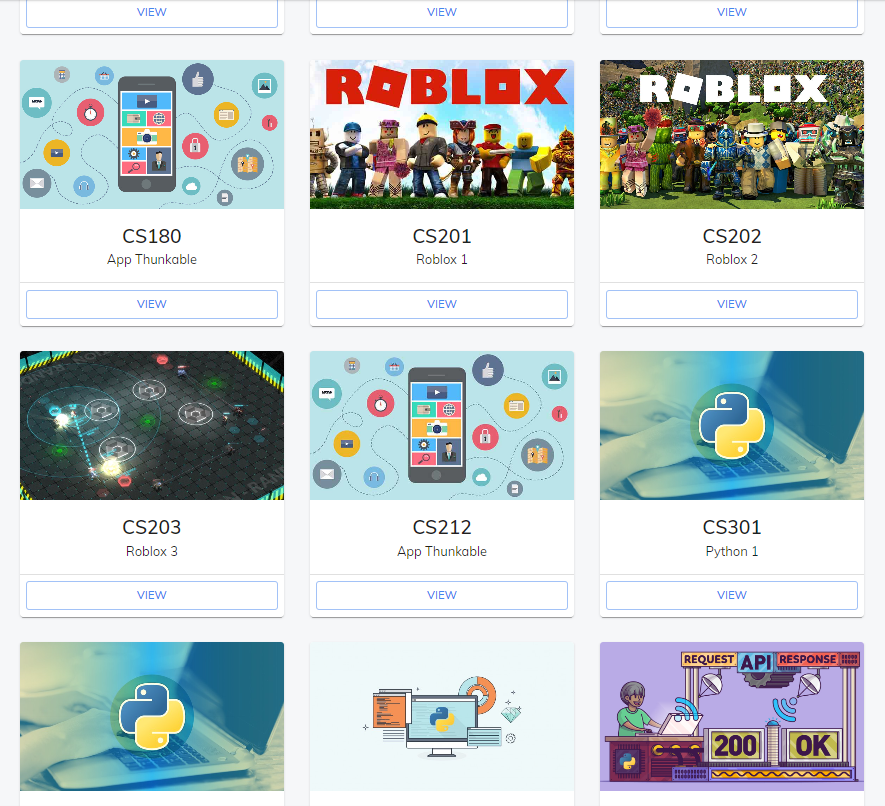 VIEW
VIEW
VIEW
ROBLOX
ROBLOX
CS180
App Thunkable
VIEW
CS201
Roblox 1
VIEW
CS202
Roblox 2
VIEW
CS203
Roblox 3
VIEW
CS212
App Thunkable
VIEW
CS301
Python 1
VIEW
REQUEST API RESPONSE
200 OK